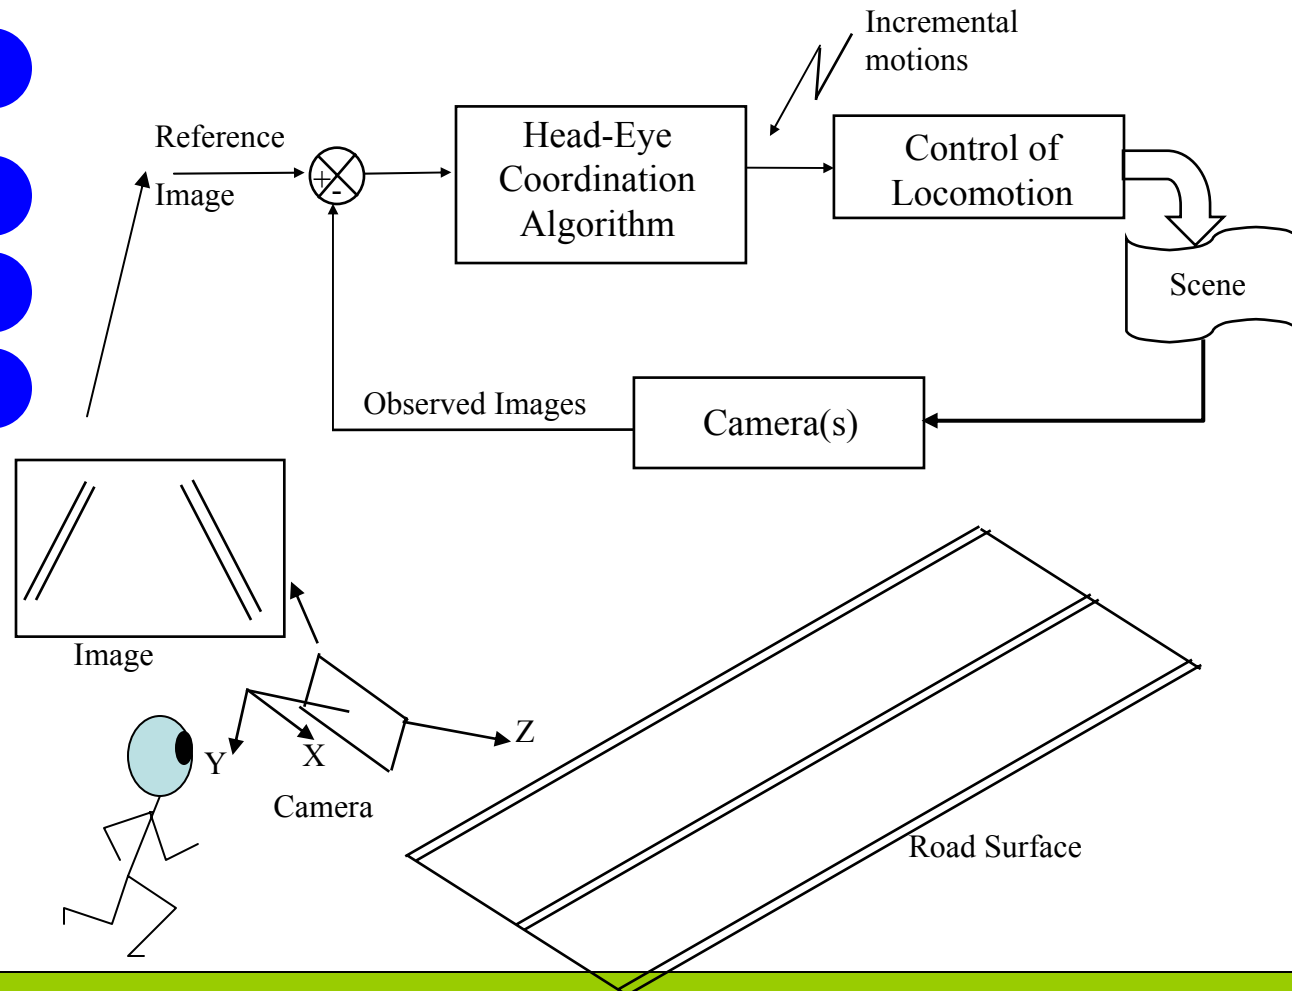 Incremental
motions
Reference
Image
+
-
Head-Eye
Coordination
Algorithm
Control of
Locomotion
Scene
Observed Images
Camera(s)
Image
Y
X
Z
Camera
Road Surface